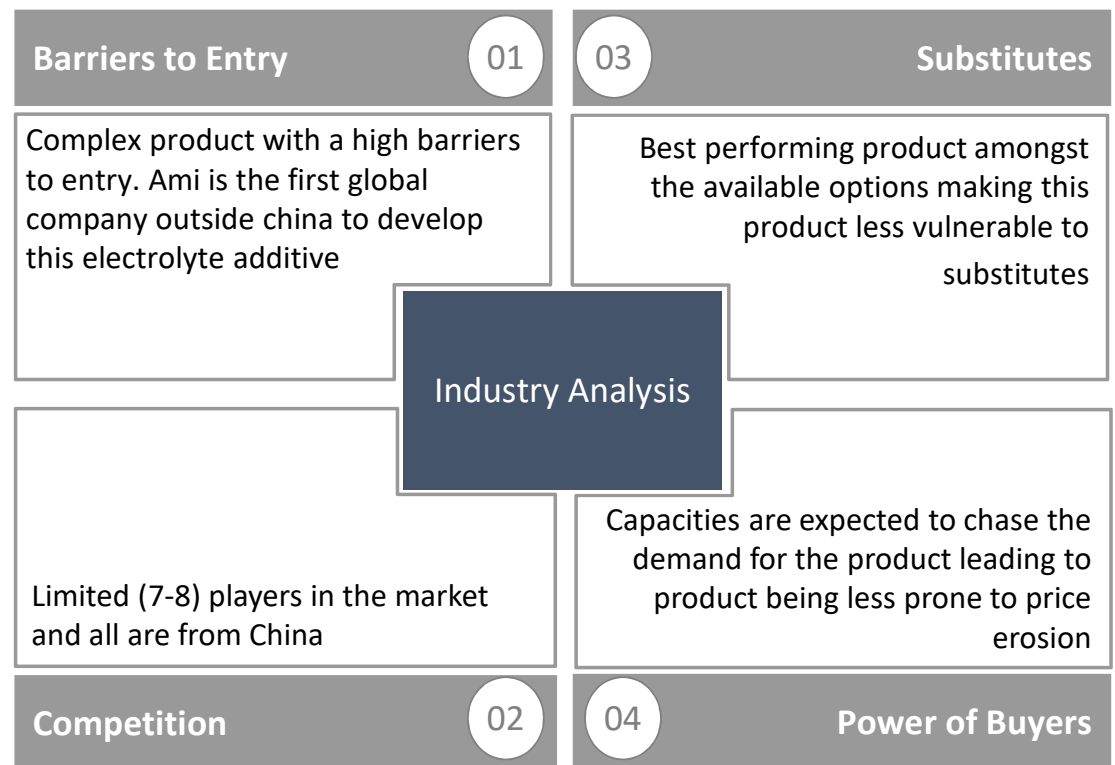 Barriers to Entry
01
Complex product with a high barriers
to entry. Ami is the first global
company outside china to develop
this electrolyte additive
03
Substitutes
Best performing product amongst
the available options making this
product less vulnerable to
substitutes
Industry Analysis
Limited (7-8) players in the market
and all are from China
Competition
02
Capacities are expected to chase the
demand for the product leading to
product being less prone to price
erosion
04
Power of Buyers